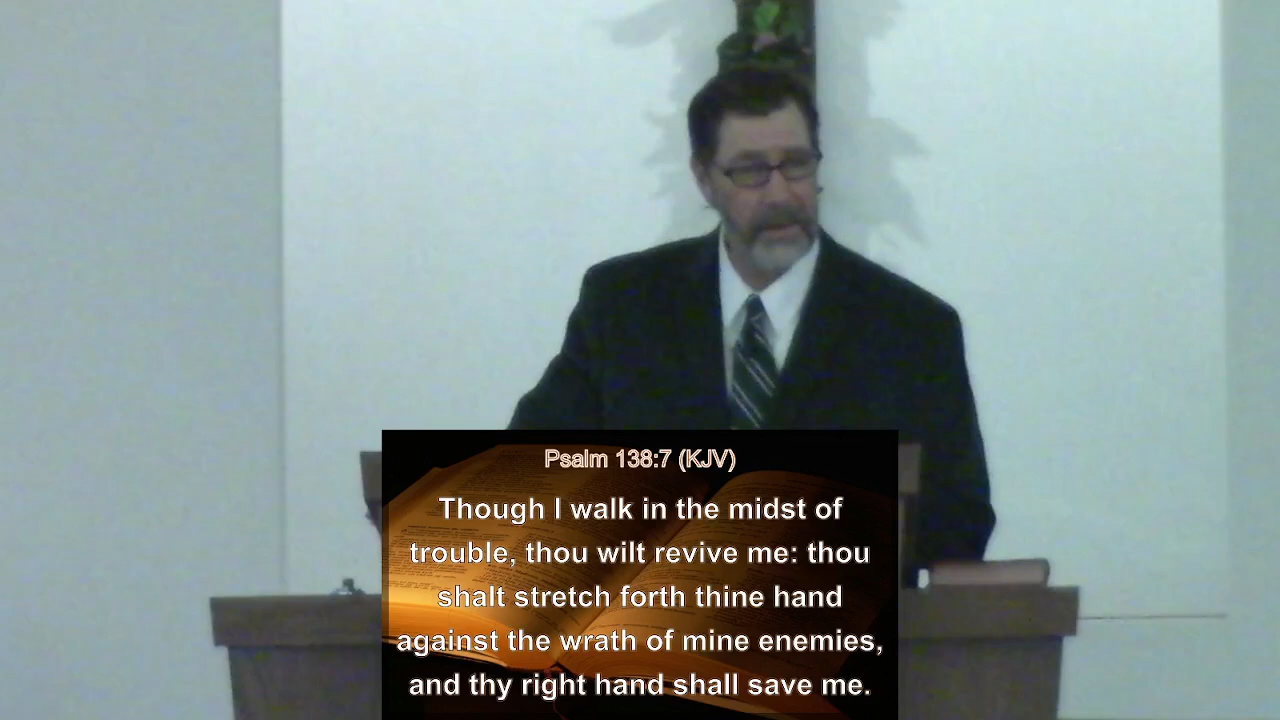 Psalm 138:7 (KJV)
Though I walk in the midst of
trouble, thou wilt revive me: thou
shalt stretch forth thine hand
against the wrath of mine enemies,
and thy right hand shall save me.